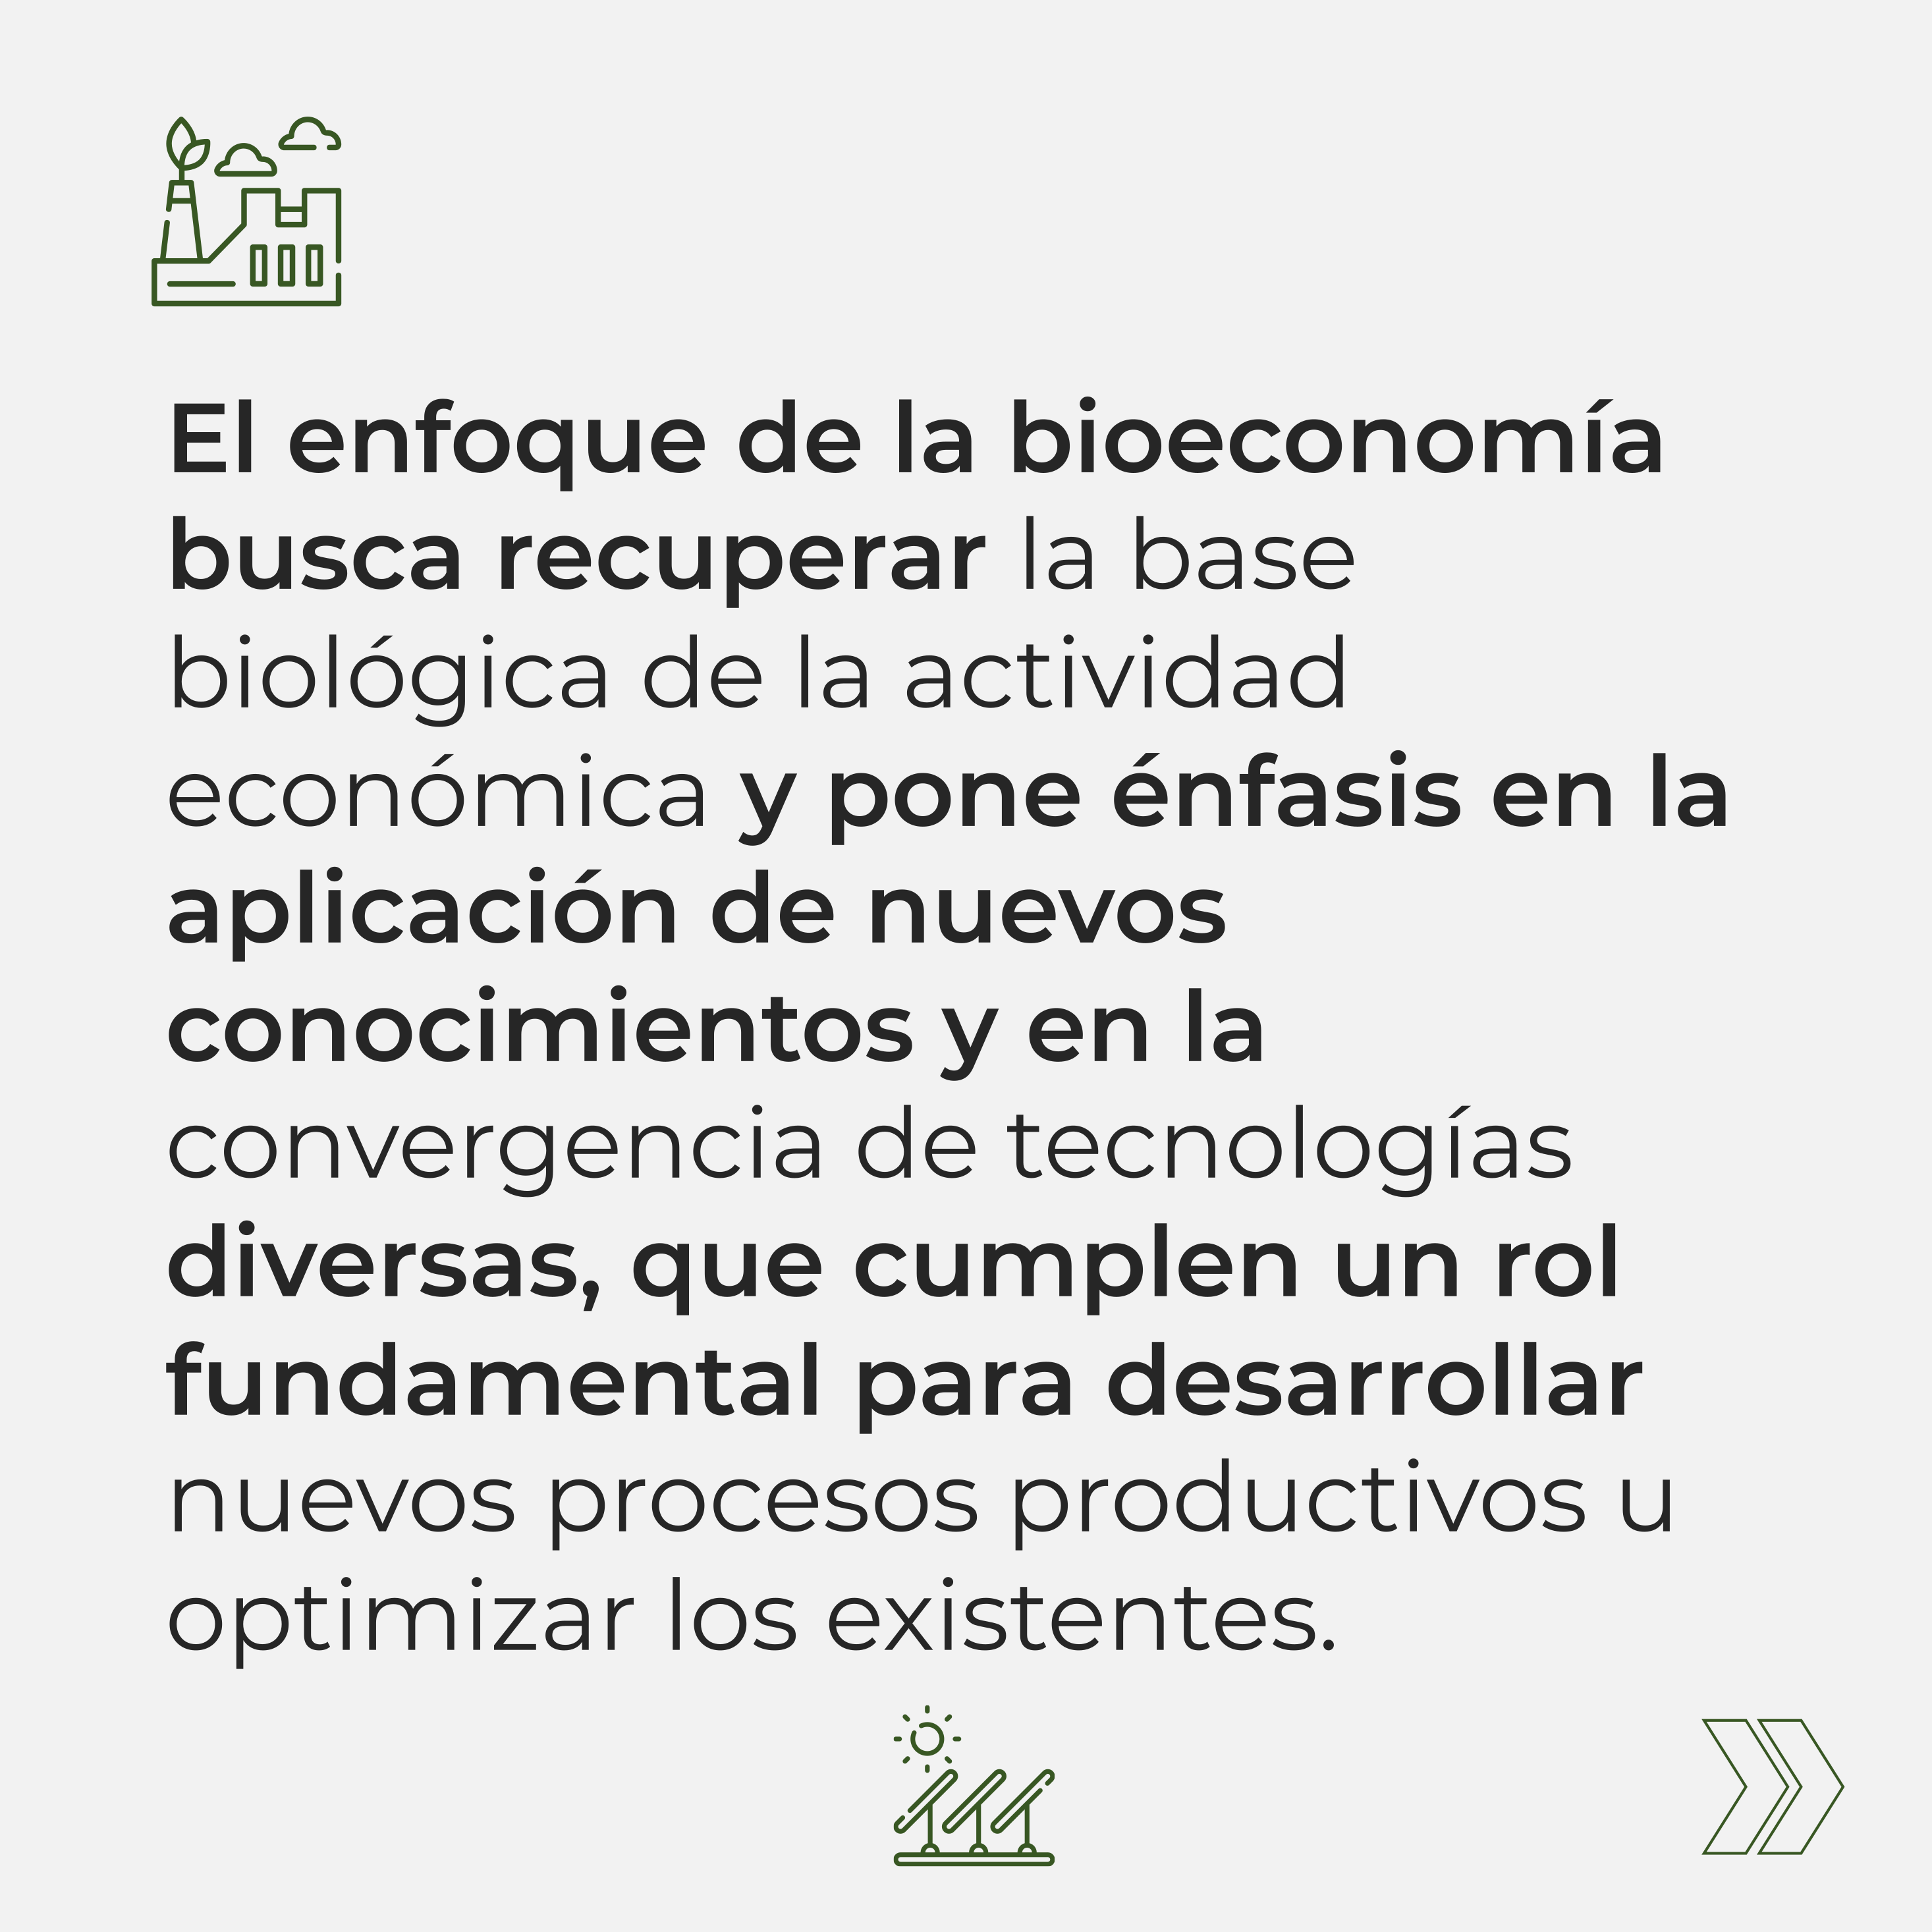 El enfoque de la bioeconomía
busca recuperar la base
biológica de la actividad
económica y pone énfasis en la
aplicación de nuevos
conocimientos y en la
convergencia de tecnologías
diversas, que cumplen un rol
fundamental para desarrollar
nuevos procesos productivos u
optimizar los existentes.